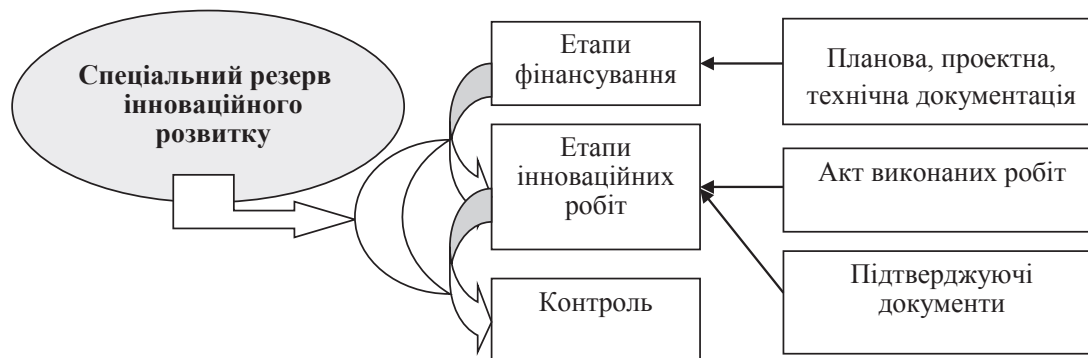 Спеціальний резерв
інноваційного
розвитку
Етапи
фінансування
Планова, проектна,
технічна документація
Етапи
інноваційних
робіт
Акт виконаних робіт
Підтверджуючі
документи
Контроль